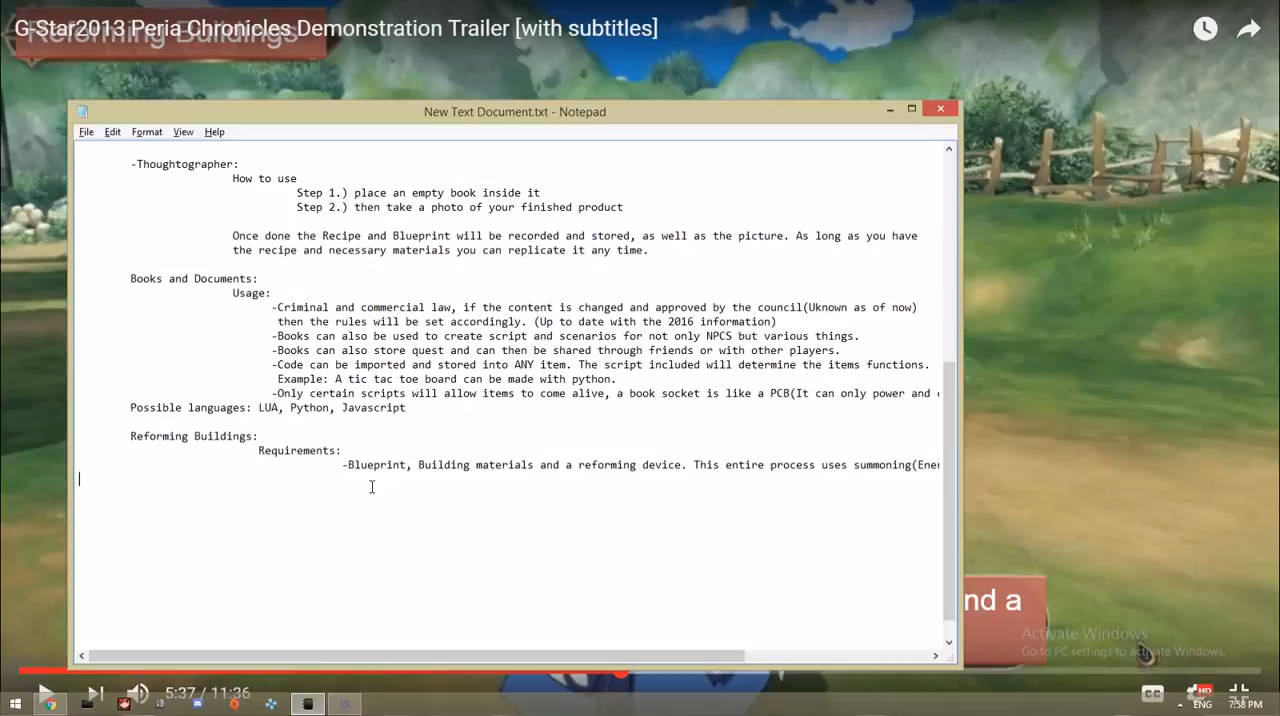 G-Star2013 Peria Chronicles Demonstration Trailer [with subtitles]
Reforming Buildings
New Text Document.txt - Notepad
File Edit Format View Help
-Thoughtographer:
How to use
Step 1.) place an empty book inside it
Step 2.) then take a photo of your finished product
Once done the Recipe and Blueprint will be recorded and stored, as well as the picture. As long as you have
the recipe and necessary materials you can replicate it any time.
Books and Documents:
Usage:
-Criminal and commercial law, if the content is changed and approved by the council(Uknown as of now)
then the rules will be set accordingly. (Up to date with the 2016 information)
-Books can also be used to create script and scenarios for not only NPCS but various things.
-Books can also store quest and can then be shared through friends or with other players.
-Code can be imported and stored into ANY item. The script included will determine the items functions.
Example: A tic tac toe board can be made with python.
-Only certain scripts will allow items to come alive, a book socket is like a PCB(It can only power and
Possible languages: LUA, Python, Javascript
Reforming Buildings:
Requirements:
-Blueprint, Building materials and a reforming device. This entire process uses summoning(Ener
nd a
Activate Windows
Go to PC settings to activate Windows.
5:37 / 11:36
CC
HD
ENG
7:58 PM